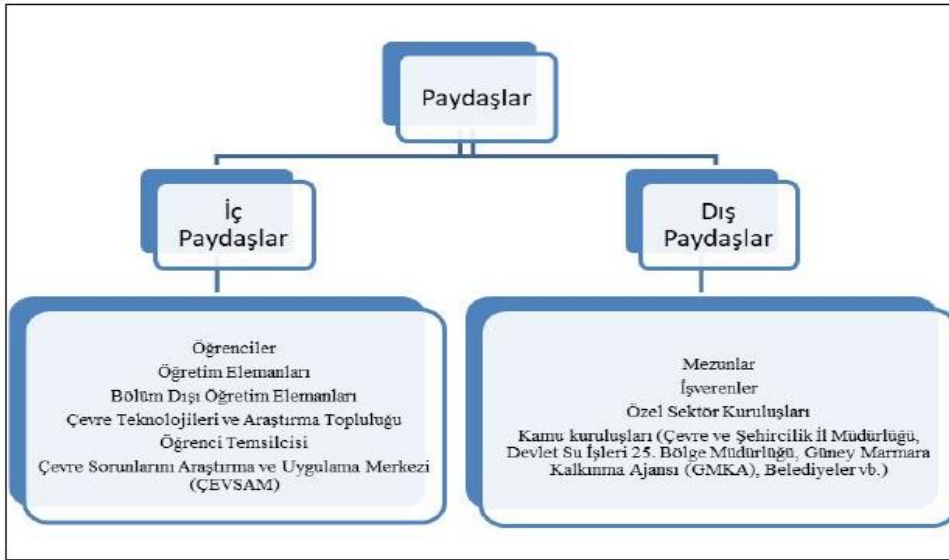 Paydaşlar
İç
Paydaşlar
Öğrenciler
Öğretim Elemanları
Bölüm Dışı Öğretim Elemanları
Çevre Teknolojileri ve Araştırma Topluluğu
Öğrenci Temsilcisi
Çevre Sorunlarını Araştırma ve Uygulama Merkezi
(ÇEVSAM)
Dış
Paydaşlar
Mezunlar
İşverenler
Özel Sektör Kuruluşları
Kamu kuruluşları (Çevre ve Şehircilik İl Müdürlüğü,
Devlet Su İşleri 25. Bölge Müdürlüğü, Güney Marmara
Kalkınma Ajansı (GMKA), Belediyeler vb.)